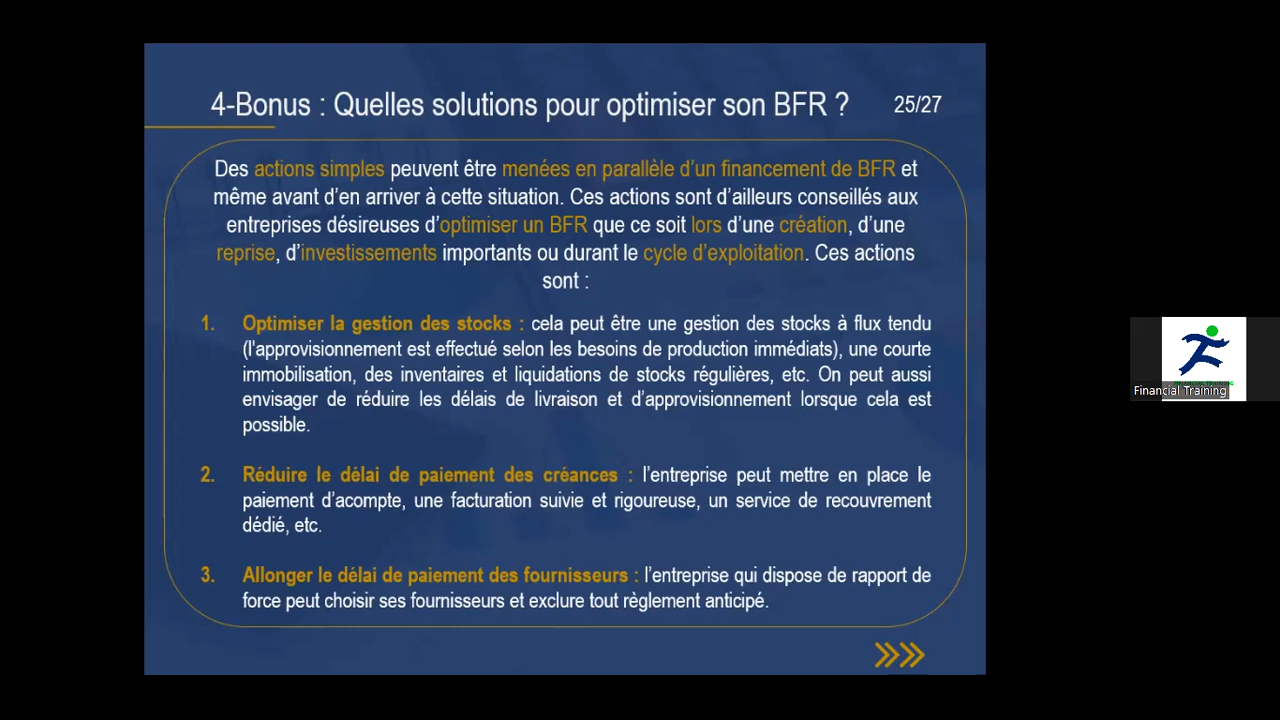 4-Bonus : Quelles solutions pour optimiser son BFR ?
25/27
Des actions simples peuvent être menées en parallèle d’un financement de BFR et
même avant d’en arriver à cette situation. Ces actions sont d’ailleurs conseillés aux
entreprises désireuses d’optimiser un BFR que ce soit lors d’une création, d’une
reprise, d’investissements importants ou durant le cycle d’exploitation. Ces actions
sont :
1. Optimiser la gestion des stocks : cela peut être une gestion des stocks à flux tendu
(l'approvisionnement est effectué selon les besoins de production immédiats), une courte
immobilisation, des inventaires et liquidations de stocks régulières, etc. On peut aussi
envisager de réduire les délais de livraison et d’approvisionnement lorsque cela est
possible.
2. Réduire le délai de paiement des créances : l’entreprise peut mettre en place le
paiement d’acompte, une facturation suivie et rigoureuse, un service de recouvrement
dédié, etc.
3. Allonger le délai de paiement des fournisseurs : l’entreprise qui dispose de rapport de
force peut choisir ses fournisseurs et exclure tout règlement anticipé.
Financial Training